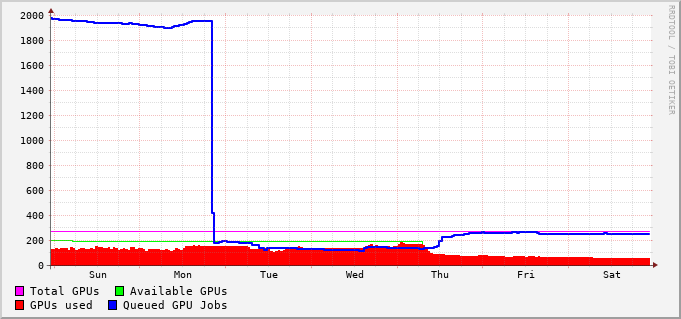 2000
1800
1600
1400
1200
1000
800
600
400
200
0
Sun Mon Tue Wed Thu Fri Sat
Total GPUs Available GPUs
GPUs used Queued GPU Jobs
RRDTOOL / TOBI OETIKER